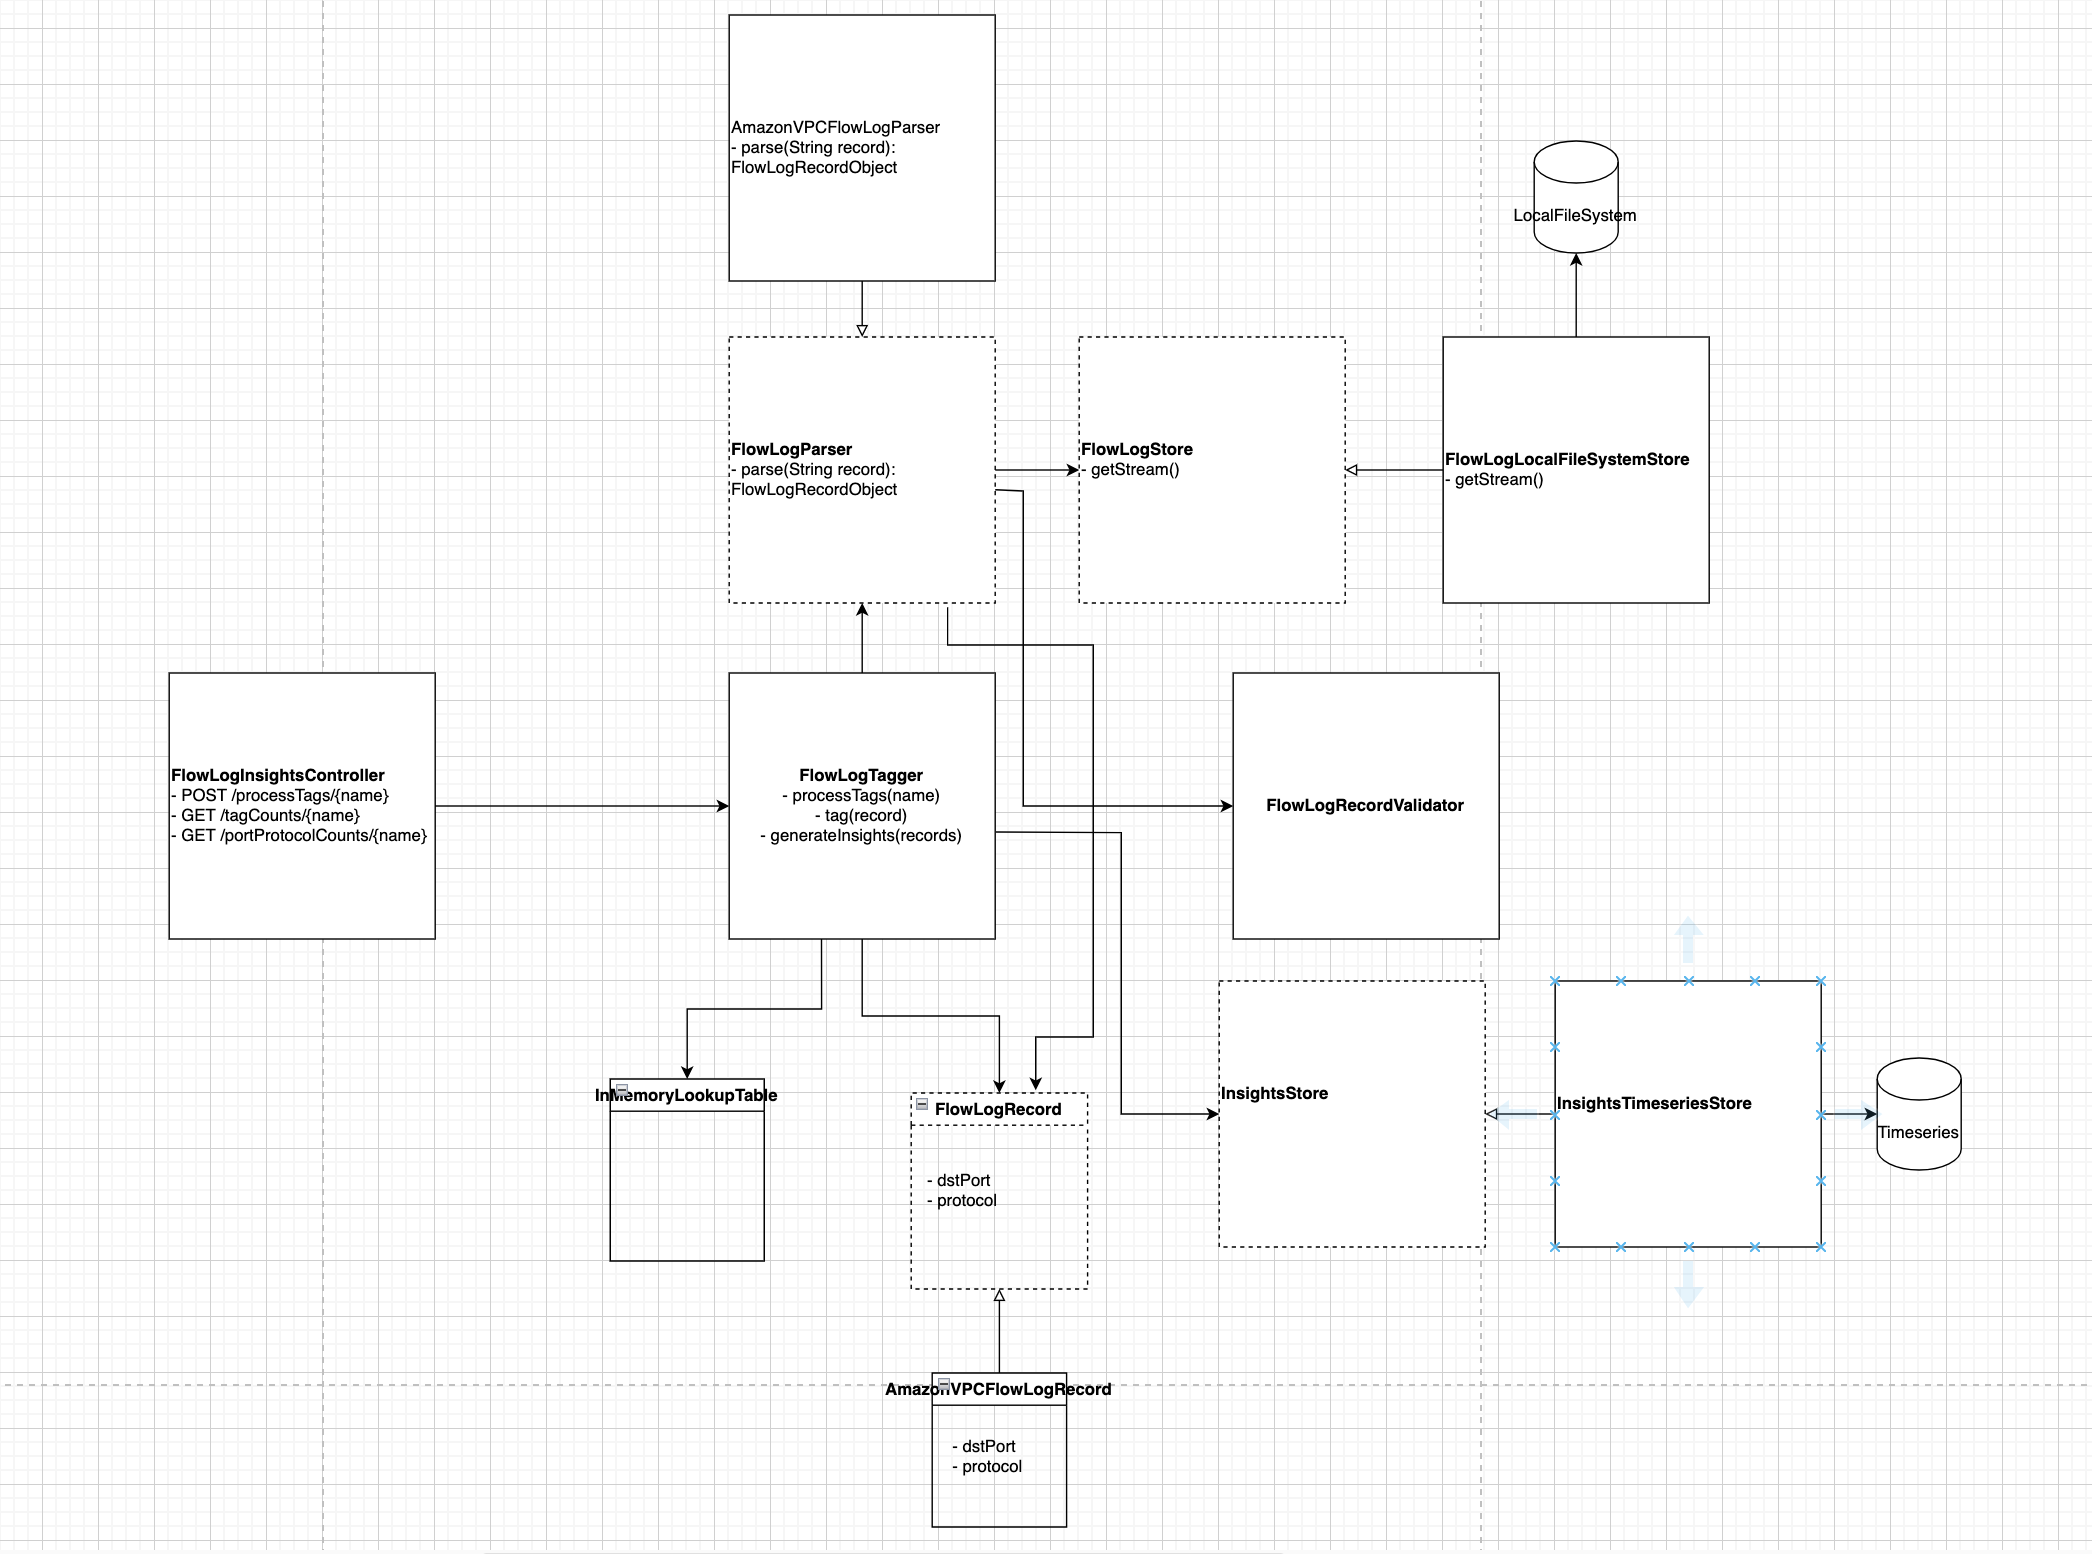 AmazonVPCFlowLogParser
- parse(String record):
FlowLogRecordObject
LocalFileSystem
FlowLogParser
- parse(String record):
FlowLogRecordObject
FlowLogStore
- getStream()
FlowLogLocalFileSystemStore
- getStream()
FlowLogInsightsController
- POST /processTags/{name}
- GET /tagCounts/{name}
- GET /portProtocolCounts/{name}
FlowLogTagger
- processTags(name)
- tag(record)
- generateInsights(records)
FlowLogRecordValidator
InMemoryLookupTable
FlowLogRecord
- dstPort
- protocol
InsightsStore
InsightsTimeseriesStore
Timeseries
AmazonVPCFlowLogRecord
- dstPort
- protocol